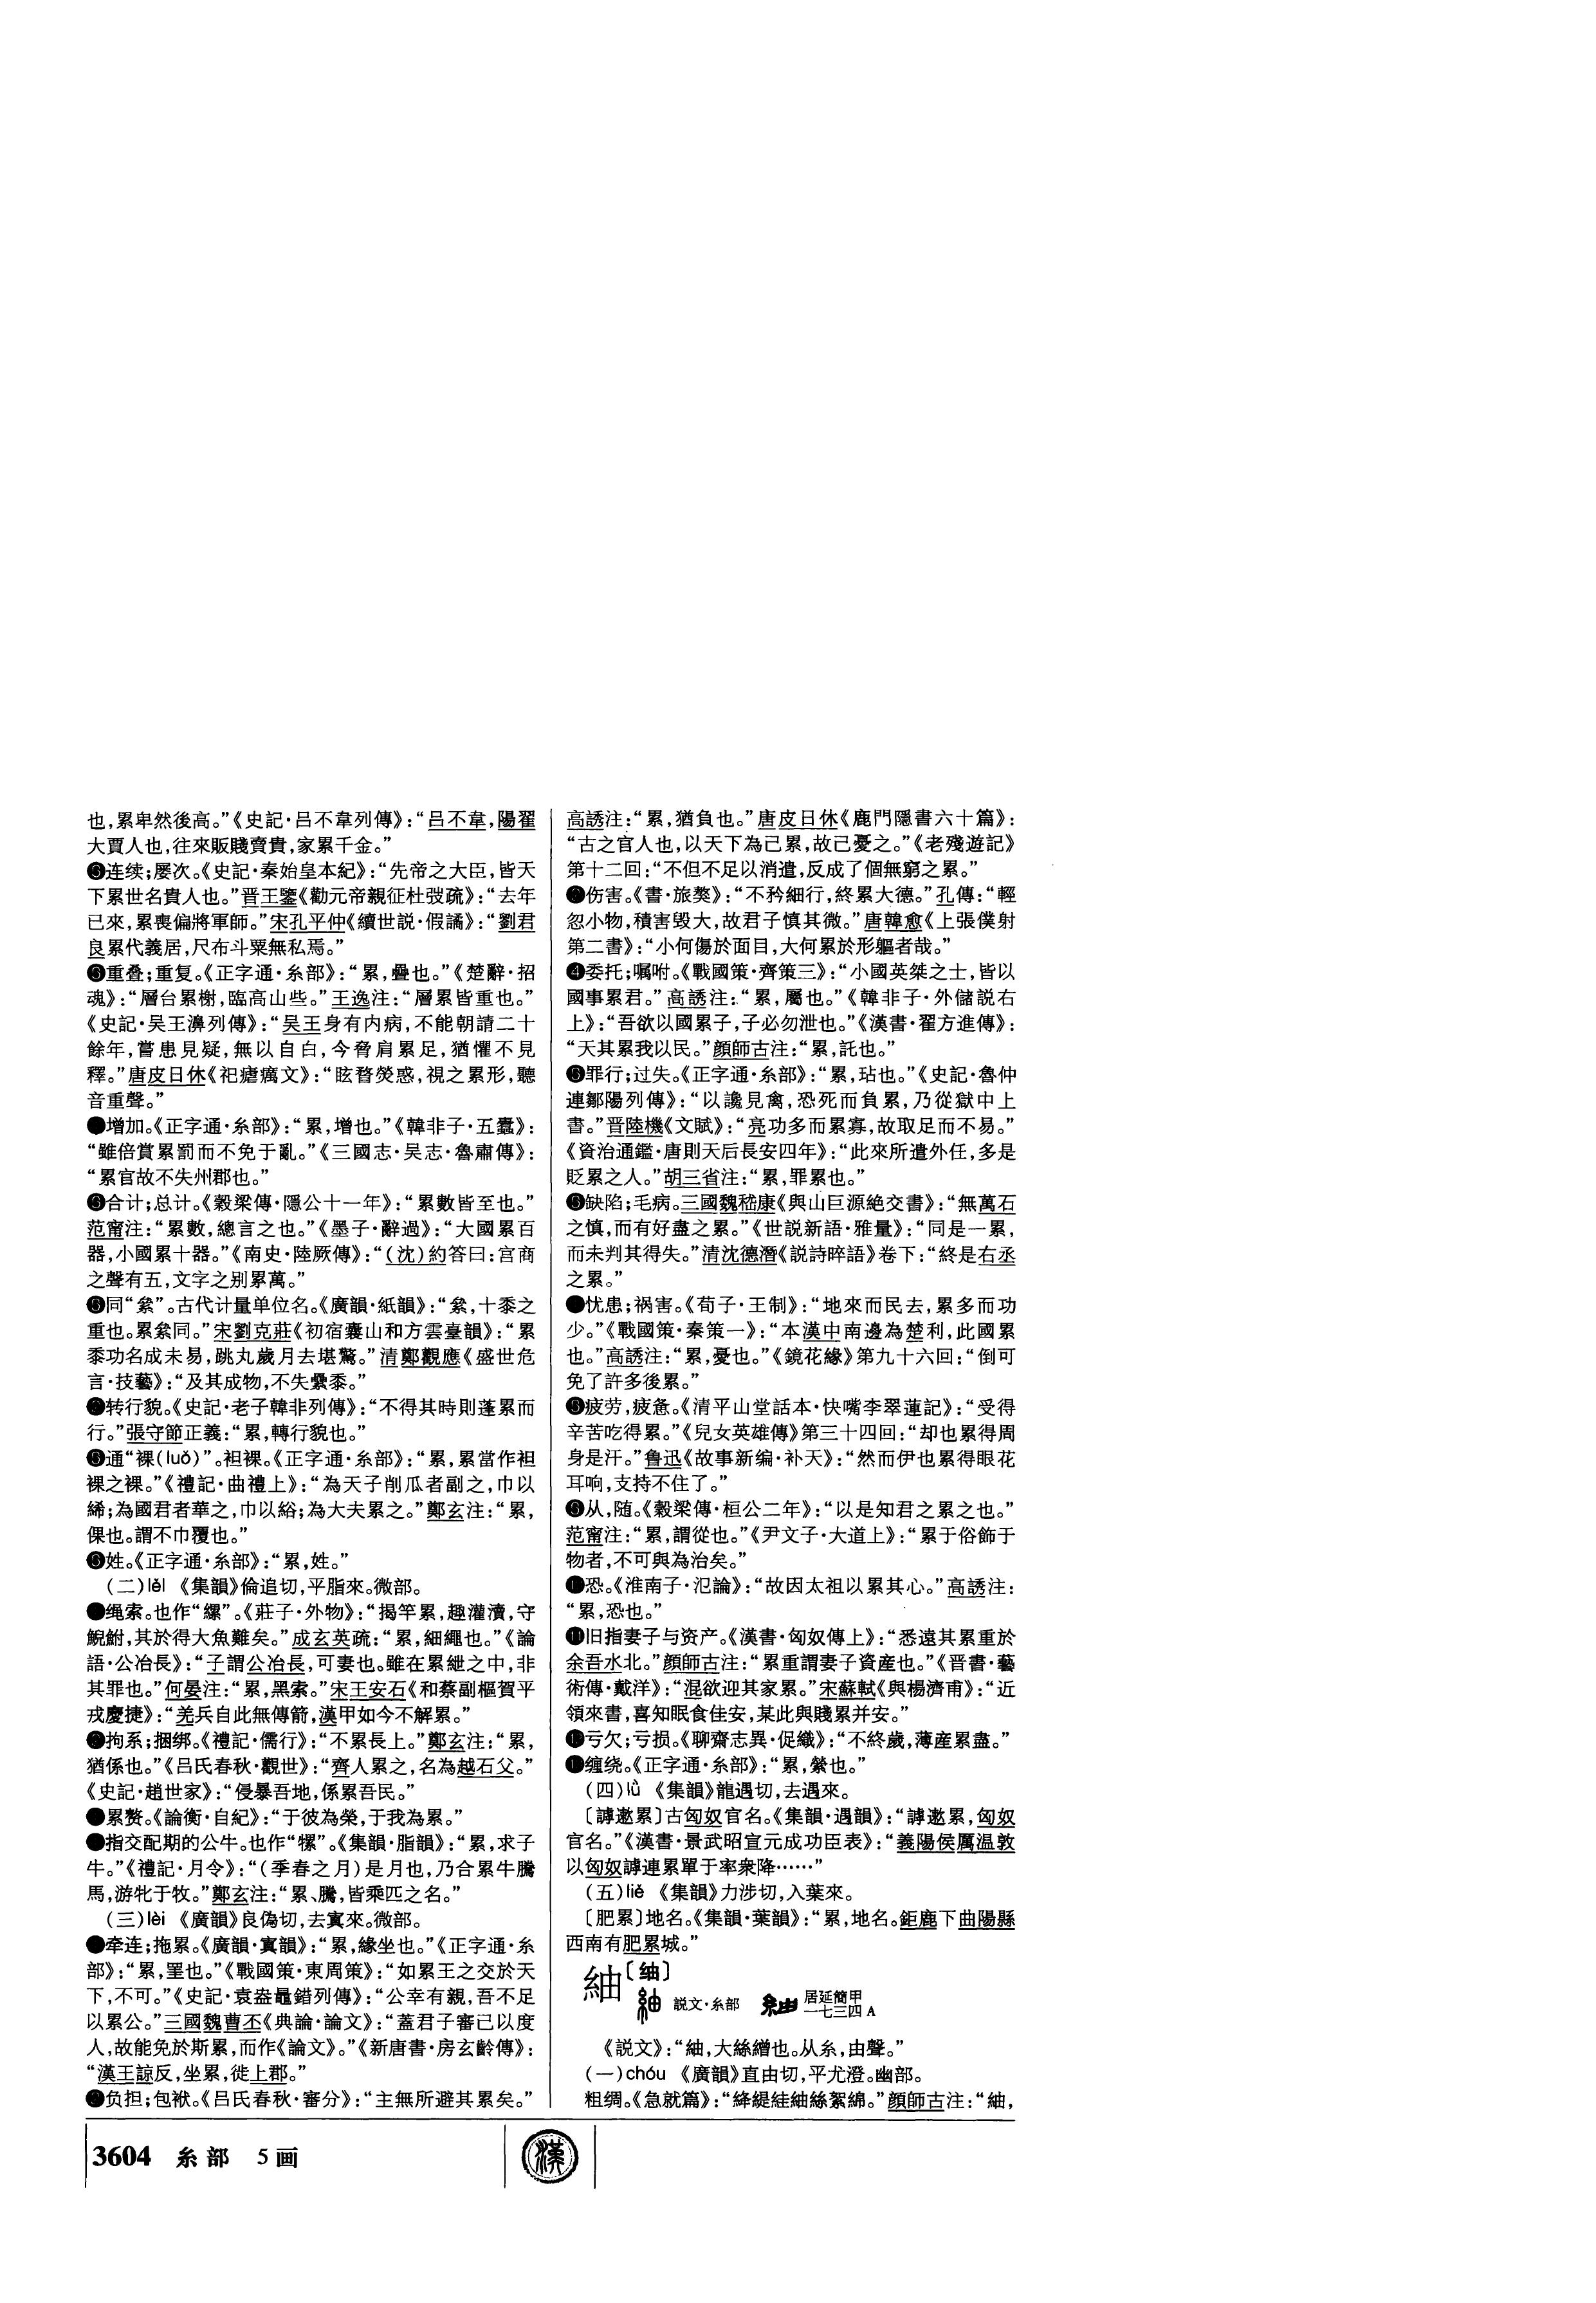 也,累卑然後高。”《史記·吕不韋列傳》:“吕不韋,陽翟
大賈人也,往來販賤賣貴,家累千金。”
连续;屡次。《史記·秦始皇本紀》:“先帝之大臣,皆天
下累世名貴人也。”晋王鑒《勸元帝親征杜弢疏》:“去年
已來,累喪偏將軍師。”宋孔平仲《續世説·假譎》:“劉君
良累代義居,尺布斗粟無私焉。”
重叠;重复。《正字通·糸部》:“累,疊也。”《楚辭·招
魂》:“層台累榭,臨高山些。”王逸注:“層累皆重也。”
《史記·吴王濞列傳》:“吴王身有内病,不能朝請二十
餘年,嘗患見疑,無以自白,今脅肩累足,猶懼不見
釋。”唐皮日休《祀瘧癘文》:“眩瞀熒惑,視之累形,聽
音重聲。”
增加。《正字通·糸部》:“累,增也。”《韓非子·五蠹》:
“雖倍賞累罰而不免于亂。”《三國志·吴志·魯肅傳》:
“累官故不失州郡也。”
合计;总计。《穀梁傳·隱公十一年》:“累數皆至也。”
范甯注:“累數,總言之也。”《墨子·辭過》:“大國累百
器,小國累十器。”《南史·陸厥傳》:“(沈)約答曰:宫商
之聲有五,文字之别累萬。”
同“絫”。古代计量单位名。《廣韻·紙韻》:“絫,十黍之
重也。累絫同。”宋劉克莊《初宿囊山和方雲臺韻》:“累
黍功名成未易,跳丸歲月去堪驚。”清鄭觀應《盛世危
言·技藝》:“及其成物,不失纍黍。”
转行貌。《史記·老子韓非列傳》:“不得其時則蓬累而
行。”張守節正義:“累,轉行貌也。”
通“裸(luǒ)”。袒裸。《正字通·糸部》:“累,累當作袒
裸之裸。”《禮記·曲禮上》:“為天子削瓜者副之,巾以
絺;為國君者華之,巾以綌;為大夫累之。”鄭玄注:“累,
倮也。謂不巾覆也。”
姓。《正字通·糸部》:“累,姓。”
(二)léi 《集韻》倫追切,平脂來。微部。
绳索。也作“縲”。《莊子·外物》:“揭竿累,趣灌瀆,守
鯢鮒,其於得大魚難矣。”成玄英疏:“累,細繩也。”《論
語·公冶長》:“子謂公冶長,可妻也。雖在累紲之中,非
其罪也。”何晏注:“累,黑索。”宋王安石《和蔡副樞賀平
戎慶捷》:“羌兵自此無傳箭,漢甲如今不解累。”
拘系;捆绑。《禮記·儒行》:“不累長上。”鄭玄注:“累,
猶係也。”《吕氏春秋·觀世》:“齊人累之,名為越石父。”
《史記·趙世家》:“侵暴吾地,係累吾民。”
累赘。《論衡·自紀》:“于彼為榮,于我為累。”
指交配期的公牛。也作“㹎”。《集韻·脂韻》:“累,求子
牛。”《禮記·月令》:“(季春之月)是月也,乃合累牛騰
馬,游牝于牧。”鄭玄注:“累、騰,皆乘匹之名。”
(三)lèi 《廣韻》良偽切,去寘來。微部。
牵连;拖累。《廣韻·寘韻》:“累,緣坐也。”《正字通·糸
部》:“累,罣也。”《戰國策·東周策》:“如累王之交於天
下,不可。”《史記·袁盎鼂錯列傳》:“公幸有親,吾不足
以累公。”三國魏曹丕《典論·論文》:“蓋君子審已以度
人,故能免於斯累,而作《論文》。”《新唐書·房玄齡傳》:
“漢王諒反,坐累,徙上郡。”
❷负担;包袱。《吕氏春秋·審分》:“主無所避其累矣。”
高誘注:“累,猶負也。”唐皮日休《鹿門隱書六十篇》:
“古之官人也,以天下為已累,故已憂之。”《老殘遊記》
第十二回:“不但不足以消遣,反成了個無窮之累。”
伤害。《書·旅獒》:“不矜細行,終累大德。”孔傳:“輕
忽小物,積害毁大,故君子慎其微。”唐韓愈《上張僕射
第二書》:“小何傷於面目,大何累於形軀者哉。”
❹委托;嘱咐。《戰國策·齊策三》:“小國英桀之士,皆以
國事累君。”高誘注:“累,屬也。”《韓非子·外儲説右
上》:“吾欲以國累子,子必勿泄也。”《漢書·翟方進傳》:
“天其累我以民。”顔師古注:“累,託也。”
罪行;过失。《正字通·糸部》:“累,玷也。”《史記·魯仲
連鄒陽列傳》:“以讒見禽,恐死而負累,乃從獄中上
書。”晋陸機《文賦》:“亮功多而累寡,故取足而不易。”
《資治通鑑·唐則天后長安四年》:“此來所遣外任,多是
貶累之人。”胡三省注:“累,罪累也。”
❻缺陷;毛病。三國魏嵇康《與山巨源絶交書》:“無萬石
之慎,而有好盡之累。”《世説新語·雅量》:“同是一累,
而未判其得失。”清沈德潛《説詩晬語》卷下:“終是右丞
之累。”
忧患;祸害。《荀子·王制》:“地來而民去,累多而功
少。”《戰國策·秦策一》:“本漢中南邊為楚利,此國累
也。”高誘注:“累,憂也。”《鏡花緣》第九十六回:“倒可
免了許多後累。”
疲劳,疲惫。《清平山堂話本·快嘴李翠蓮記》:“受得
辛苦吃得累。”《兒女英雄傳》第三十四回:“却也累得周
身是汗。”鲁迅《故事新编·补天》:“然而伊也累得眼花
耳响,支持不住了。”
从,随。《穀梁傳·桓公二年》:“以是知君之累之也。”
范甯注:“累,謂從也。”《尹文子·大道上》:“累于俗飾于
物者,不可與為治矣。”
恐。《淮南子·氾論》:“故因太祖以累其心。”高誘注:
“累,恐也。”
⓫旧指妻子与资产。《漢書·匈奴傳上》:“悉遠其累重於
余吾水北。”顔師古注:“累重謂妻子資産也。”《晋書·藝
術傳·戴洋》:“混欲迎其家累。”宋蘇軾《與楊濟甫》:“近
領來書,喜知眠食佳安,某此與賤累并安。”
亏欠;亏损。《聊齋志異·促織》:“不終歲,薄産累盡。”
缠绕。《正字通·糸部》:“累,縈也。”
(四)lǜ 《集韻》龍遇切,去遇來。
〔謼遬累〕古匈奴官名。《集韻·遇韻》:“謼遬累,匈奴
官名。”《漢書·景武昭宣元成功臣表》:“義陽侯厲温敦
以匈奴謼連累單于率衆降……”
(五)liè 《集韻》力涉切,入葉來。
〔肥累〕地名。《集韻·葉韻》:“累,地名。鉅鹿下曲陽縣
西南有肥累城。”
紬〔䌷〕
説文·糸部 居延簡甲一七三四A
《説文》:“紬,大絲繒也。从糸,由聲。”
(一)chóu 《廣韻》直由切,平尤澄。幽部。
粗绸。《急就篇》:“絳緹絓紬絲絮綿。”顔師古注:“紬,
3604 糸部 5画
漢